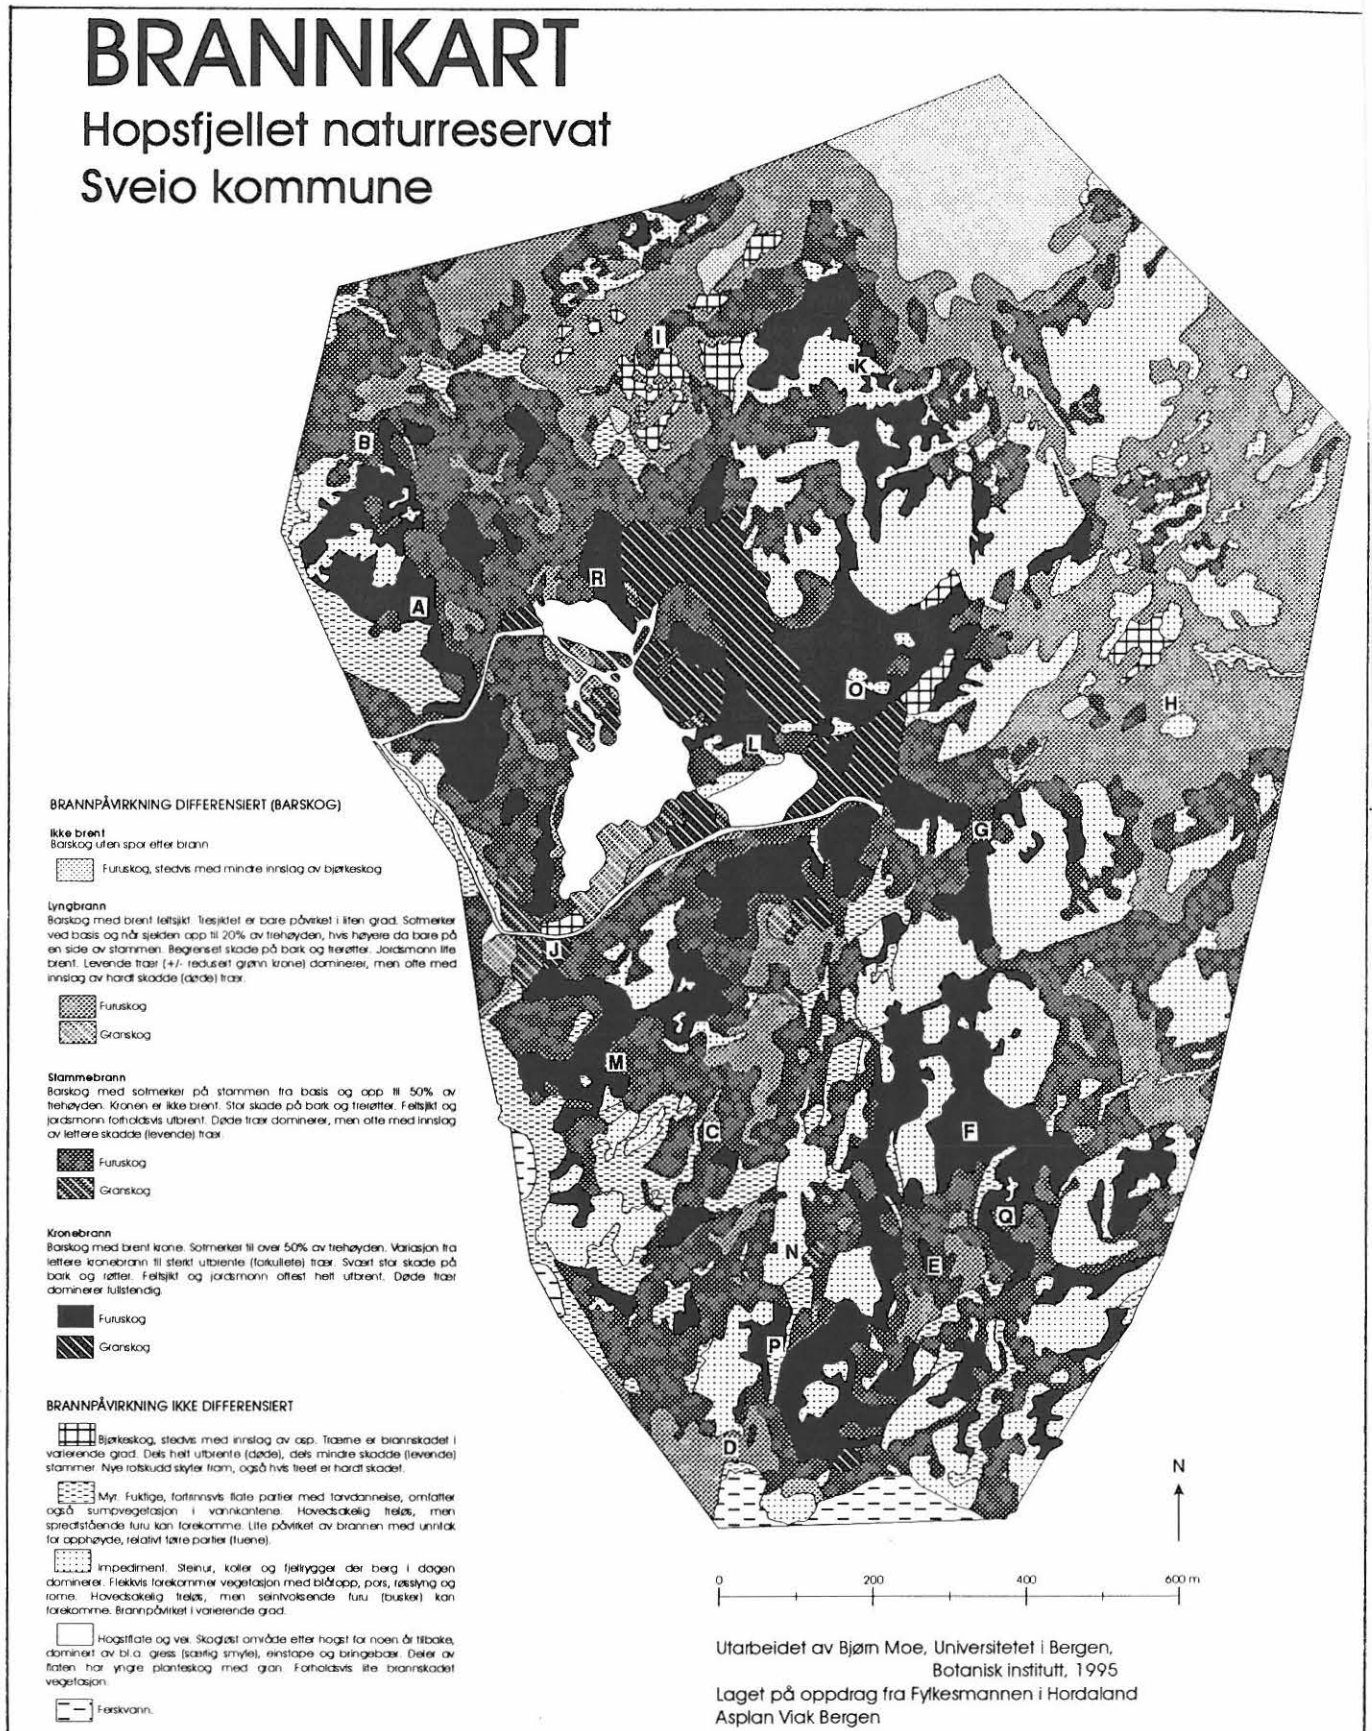 BRANNKART
Hopsfjellet naturreservat
Sveio kommune
I
K
B
R
A
O
H
L
G
J
M
C
F
Q
N
E
P
D
BRANNPÅVIRKNING DIFFERENSIERT (BARSKOG)
Ikke brent
Barskog uten spor etter brann
Furuskog, stedvis med mindre innslag av bjørkeskog
Lyngbrann
Barskog med brent feltsjikt. Tresjiktet er bare påvirket i liten grad. Sotmerker
ved basis og når sjelden opp til 20% av trehøyden, hvis høyere da bare på
en side av stammen. Begrenset skade på bark og trerøtter. Jordsmonn lite
brent. Levende trær (+/- redusert grønn krone) dominerer, men ofte med
innslag av hardt skadde (døde) trær.
Furuskog
Granskog
Stammebrann
Barskog med sotmerker på stammen fra basis og opp til 50% av
trehøyden. Kronen er ikke brent. Stor skade på bark og trerøtter. Feltsjikt og
jordsmonn forholdsvis utbrent. Døde trær dominerer, men ofte med innslag
av lettere skadde (levende) trær.
Furuskog
Granskog
Kronebrann
Barskog med brent krone. Sotmerker til over 50% av trehøyden. Variasjon fra
lettere kronebrann til sterkt utbrente (forkullete) trær. Svært stor skade på
bark og røtter. Feltsjikt og jordsmonn oftest helt utbrent. Døde trær
dominerer fullstendig.
Furuskog
Granskog
BRANNPÅVIRKNING IKKE DIFFERENSIERT
Bjørkeskog, stedvis med innslag av osp. Trærne er brannskadet i
varierende grad. Dels helt utbrente (døde), dels mindre skadde (levende)
stammer. Nye rotskudd skyter fram, også hvis treet er hardt skadet.
Myr. Fuktige, fortrinnsvis flate partier med torvdannelse, omfatter
også sumpvegetasjon i vannkantene. Hovedsakelig treløs, men
spredtstående furu kan forekomme. Lite påvirket av brannen med unntak
for opphøyde, relativt tørre partier (tuene).
Impediment. Steinur, koller og fjellrygger der berg i dagen
dominerer. Flekkvis forekommer vegetasjon med blåtopp, pors, røsslyng og
rome. Hovedsakelig treløs, men seintvoksende furu (busker) kan
forekomme. Brannpåvirket i varierende grad.
Hogstflate og vei. Skogløst område etter hogst for noen år tilbake,
dominert av bl.a. gress (særlig smyle), einstape og bringebær. Deler av
flaten har yngre planteskog med gran. Forholdsvis lite brannskadet
vegetasjon.
Ferskvann.
N
0 200 400 600 m
Utarbeidet av Bjørn Moe, Universitetet i Bergen,
Botanisk institutt, 1995
Laget på oppdrag fra Fylkesmannen i Hordaland
Asplan Viak Bergen